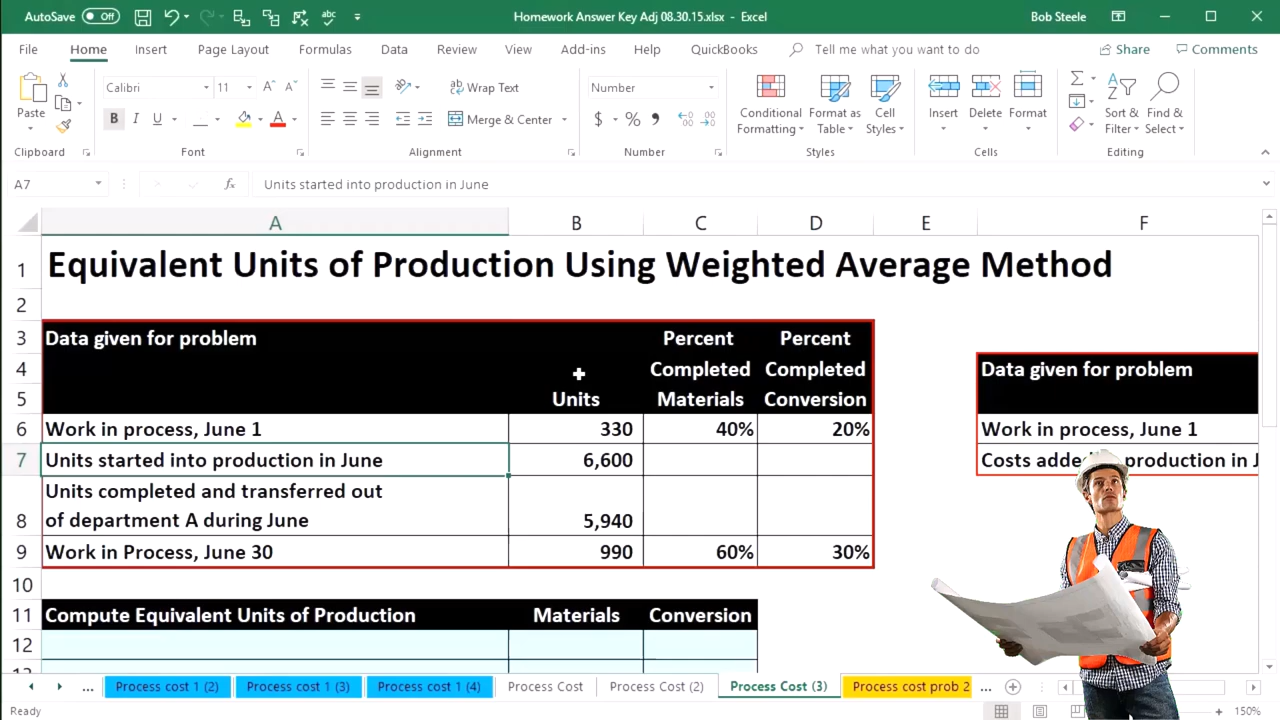 AutoSave Off Homework Answer Key Adj 08.30.15.xlsx - Excel Bob Steele
File Home Insert Page Layout Formulas Data Review View Add-ins Help QuickBooks Tell me what you want to do Share Comments
Calibri 11 Wrap Text Number
Paste B I U A Merge & Center $ % Conditional Formatting Format as Table Cell Styles Insert Delete Format Sort & Filter Find & Select
Clipboard Font Alignment Number Styles Cells Editing
A7 fx Units started into production in June
A B C D E F
1 Equivalent Units of Production Using Weighted Average Method
2
3 Data given for problem Percent Percent
4 Completed Completed Data given for problem
5 Units Materials Conversion
6 Work in process, June 1 330 40% 20% Work in process, June 1
7 Units started into production in June 6,600 Costs added production in J
Units completed and transferred out
8 of department A during June 5,940
9 Work in Process, June 30 990 60% 30%
10
11 Compute Equivalent Units of Production Materials Conversion
12
... Process cost 1 (2) Process cost 1 (3) Process cost 1 (4) Process Cost Process Cost (2) Process Cost (3) Process cost prob 2 ...
Ready 150%